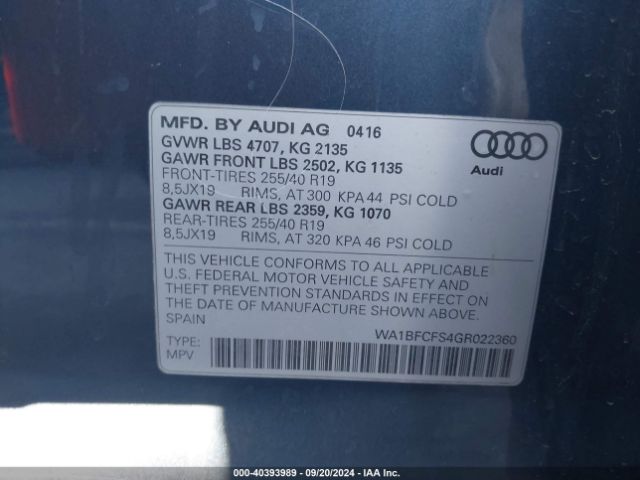 MFD. BY AUDI AG 0416
GVWR LBS 4707, KG 2135
GAWR FRONT LBS 2502, KG 1135
FRONT-TIRES 255/40 R19
8,5JX19 RIMS, AT 300 KPA 44 PSI COLD
GAWR REAR LBS 2359, KG 1070
REAR-TIRES 255/40 R19
8,5JX19 RIMS, AT 320 KPA 46 PSI COLD
Audi
THIS VEHICLE CONFORMS TO ALL APPLICABLE
U.S. FEDERAL MOTOR VEHICLE SAFETY AND
THEFT PREVENTION STANDARDS IN EFFECT ON
THE DATE OF MANUFACTURE SHOWN ABOVE.
SPAIN
WA1BFCFS4GR022360
TYPE:
MPV
000-40393989 - 09/20/2024 - IAA Inc.